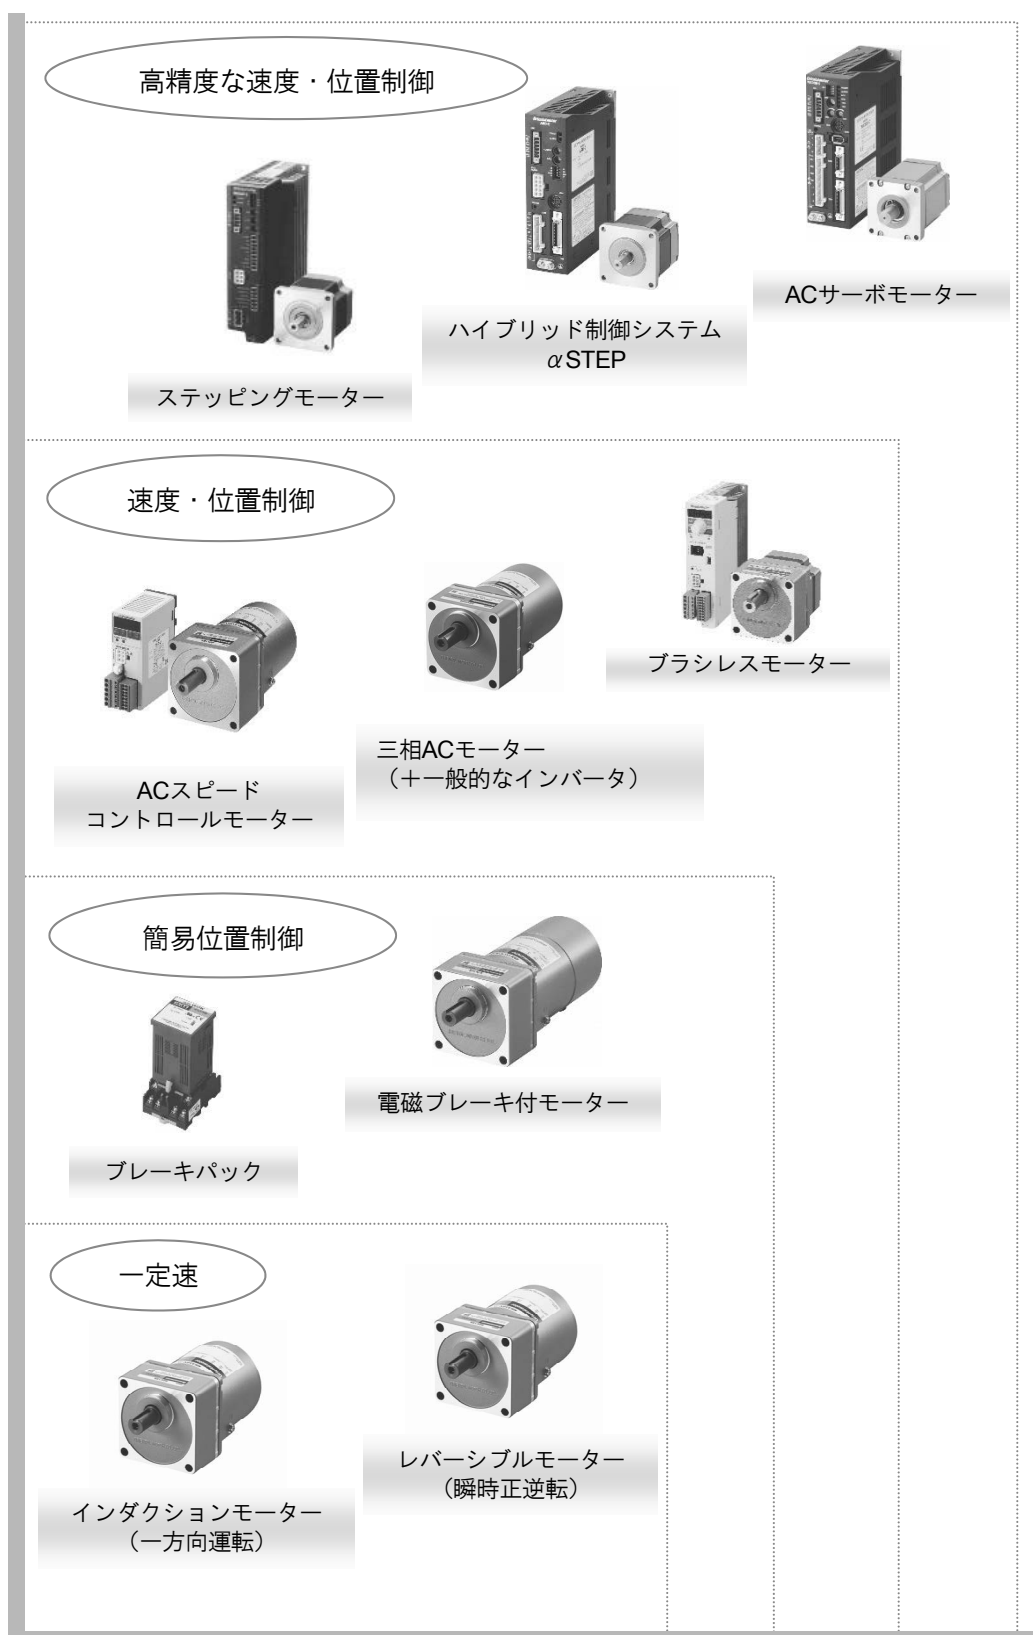 高精度な速度・位置制御
ACサーボモーター
ハイブリッド制御システム
αSTEP
ステッピングモーター
速度・位置制御
ブラシレスモーター
三相ACモーター
（＋一般的なインバータ）
ACスピード
コントロールモーター
簡易位置制御
電磁ブレーキ付モーター
ブレーキパック
一定速
レバーシブルモーター
（瞬時正逆転）
インダクションモーター
（一方向運転）